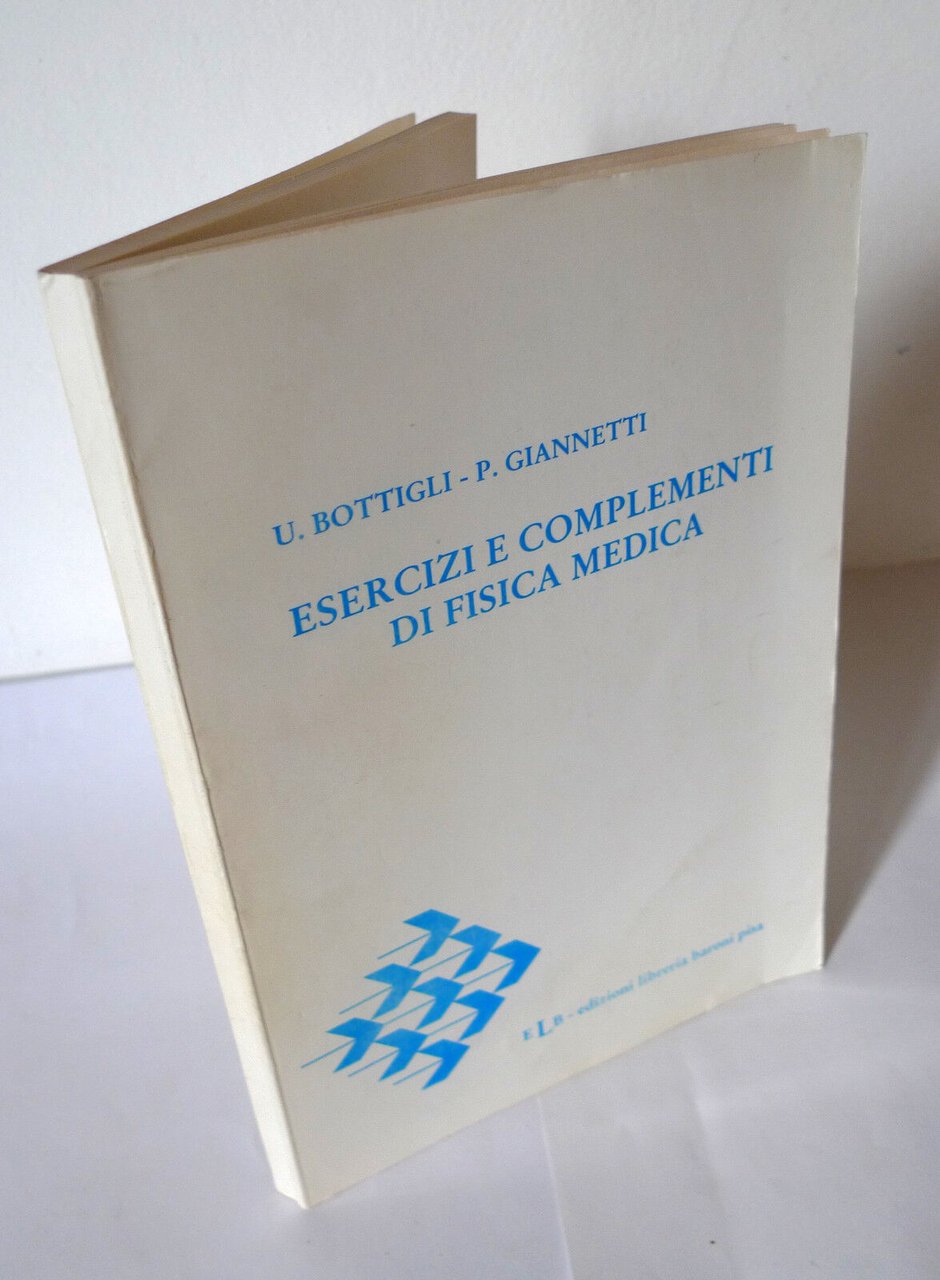 U. BOTTIGLI - P. GIANNETTI
ESERCIZI E COMPLEMENTI
DI FISICA MEDICA
ELB - edizioni libreria baroni pisa